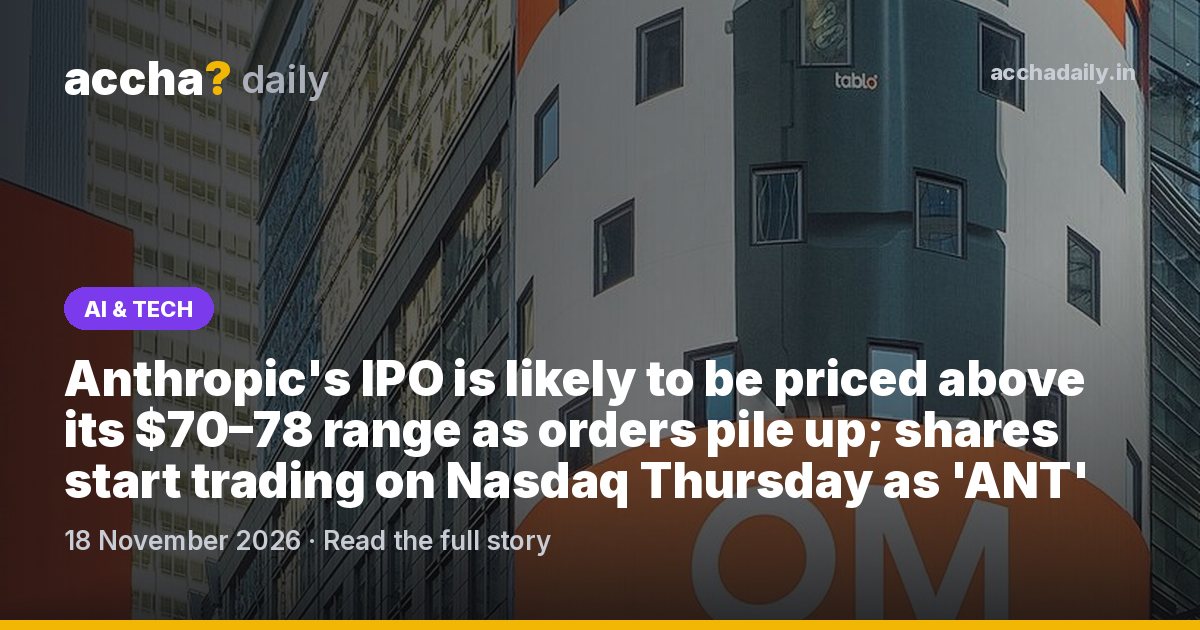 accha? daily
acchadaily.in
tablo
AI & TECH
Anthropic's IPO is likely to be priced above
its $70–78 range as orders pile up; shares
start trading on Nasdaq Thursday as 'ANT'
18 November 2026 · Read the full story
OM